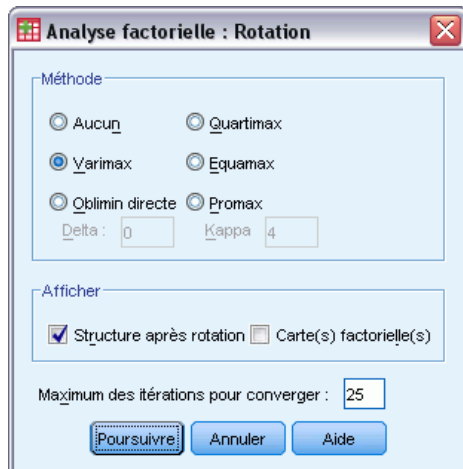 Analyse factorielle : Rotation
Méthode
Aucun Quartimax
Varimax Equamax
Oblimin directe Promax
Delta : 0 Kappa 4
Afficher
Structure après rotation Carte(s) factorielle(s)
Maximum des itérations pour converger : 25
Poursuivre Annuler Aide